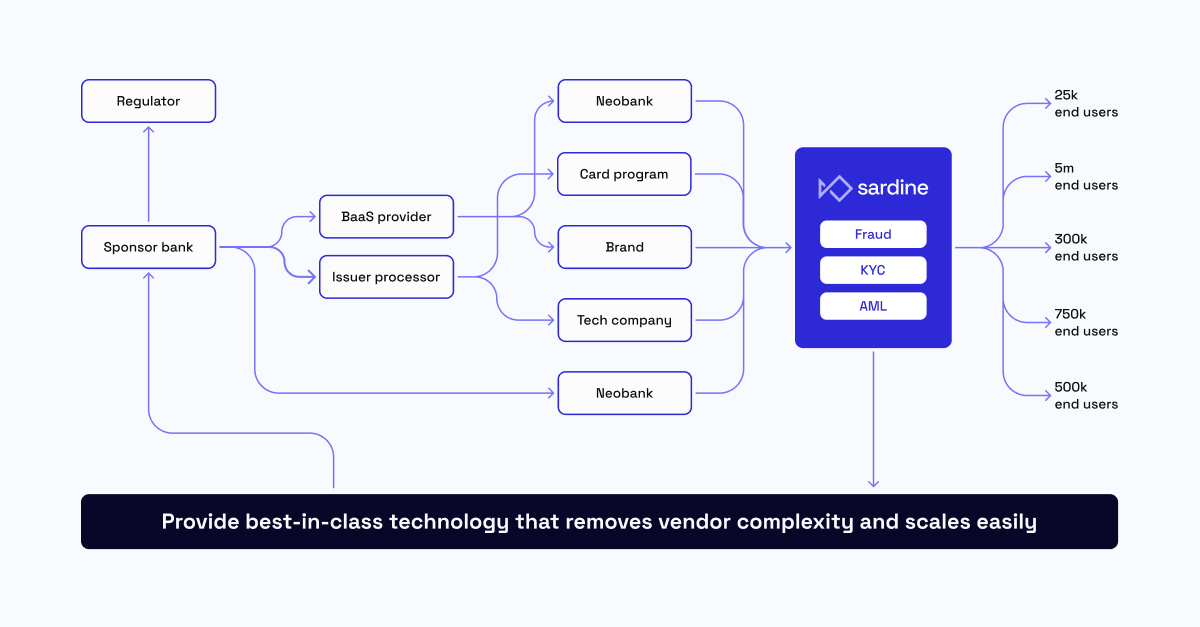 Regulator
Sponsor bank
BaaS provider
Issuer processor
Neobank
Card program
Brand
Tech company
Neobank
sardine
Fraud
KYC
AML
25k
end users
5m
end users
300k
end users
750k
end users
500k
end users
Provide best-in-class technology that removes vendor complexity and scales easily